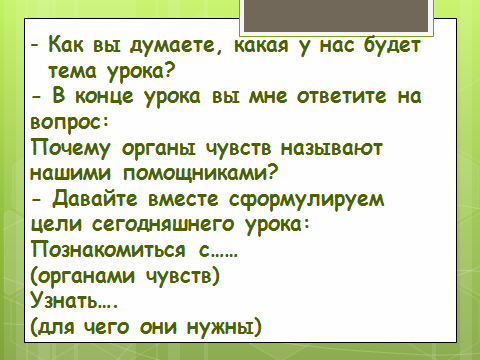 - Как вы думаете, какая у нас будет
тема урока?
- В конце урока вы мне ответите на
вопрос:
Почему органы чувств называют
нашими помощниками?
- Давайте вместе сформулируем
цели сегодняшнего урока:
Познакомиться с……
(органами чувств)
Узнать….
(для чего они нужны)